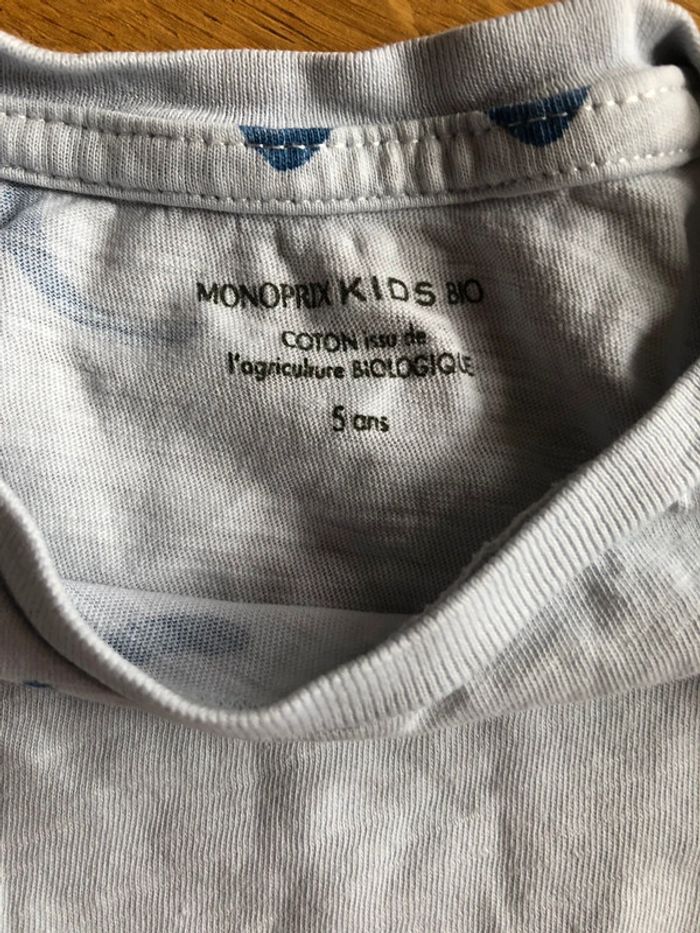 MONOPRIX KIDS BIO
COTON issu de
l'agriculture BIOLOGIQUE
5 ans